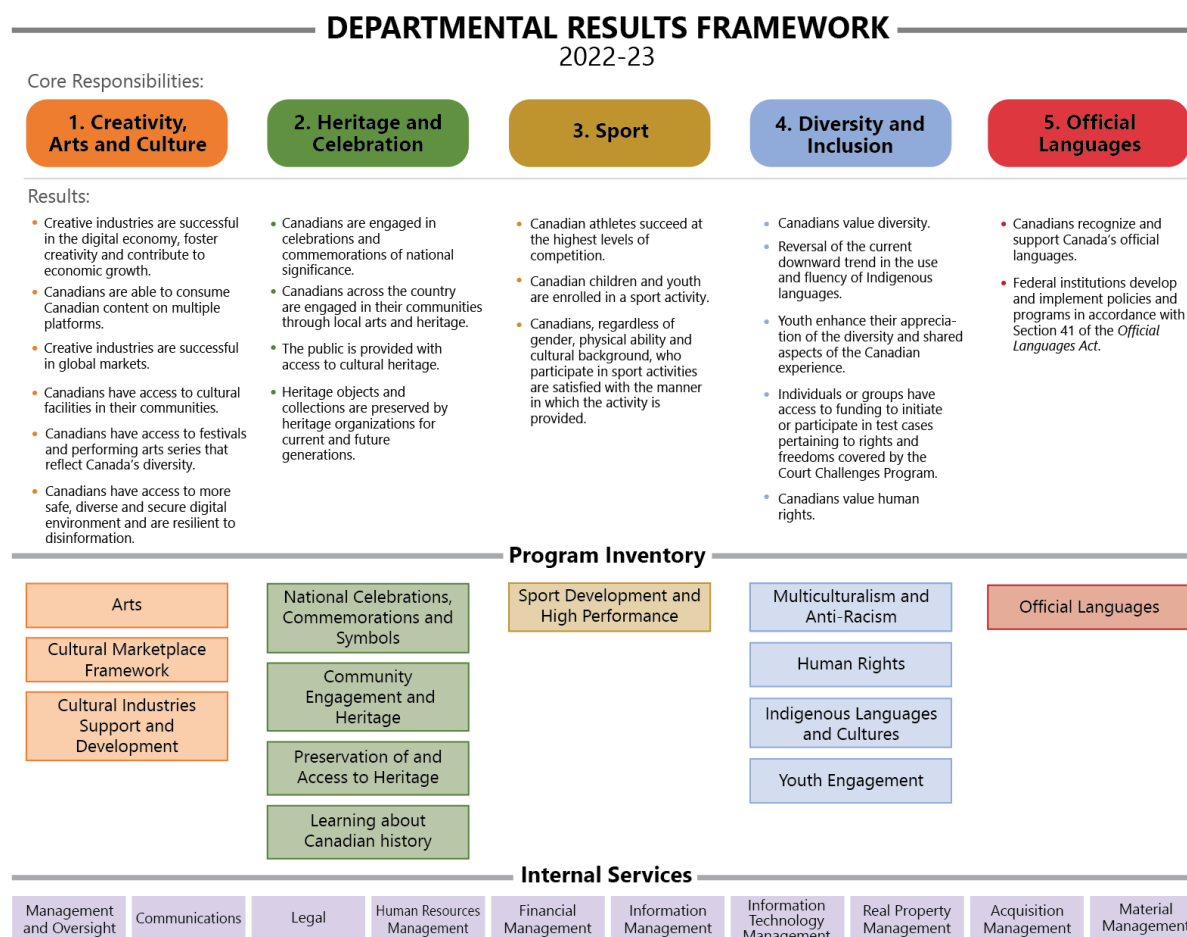 DEPARTMENTAL RESULTS FRAMEWORK
2022-23
Core Responsibilities:
1. Creativity,
Arts and Culture
2. Heritage and
Celebration
3. Sport
4. Diversity and
Inclusion
5. Official
Languages
Results:
• Creative industries are successful
in the digital economy, foster
creativity and contribute to
economic growth.
• Canadians are able to consume
Canadian content on multiple
platforms.
• Creative industries are successful
in global markets.
• Canadians have access to cultural
facilities in their communities.
• Canadians have access to festivals
and performing arts series that
reflect Canada's diversity.
• Canadians have access to more
safe, diverse and secure digital
environment and are resilient to
disinformation.
• Canadians are engaged in
celebrations and
commemorations of national
significance.
• Canadians across the country
are engaged in their communities
through local arts and heritage.
• The public is provided with
access to cultural heritage.
• Heritage objects and
collections are preserved by
heritage organizations for
current and future
generations.
• Canadian athletes succeed at
the highest levels of
competition.
• Canadian children and youth
are enrolled in a sport activity.
• Canadians, regardless of
gender, physical ability and
cultural background, who
participate in sport activities
are satisfied with the manner
in which the activity is
provided.
• Canadians value diversity.
• Reversal of the current
downward trend in the use
and fluency of Indigenous
languages.
• Youth enhance their apprecia-
tion of the diversity and shared
aspects of the Canadian
experience.
• Individuals or groups have
access to funding to initiate
or participate in test cases
pertaining to rights and
freedoms covered by the
Court Challenges Program.
• Canadians value human
rights.
• Canadians recognize and
support Canada's official
languages.
• Federal institutions develop
and implement policies and
programs in accordance with
Section 41 of the Official
Languages Act.
Program Inventory
Arts
Cultural Marketplace
Framework
Cultural Industries
Support and
Development
National Celebrations,
Commemorations and
Symbols
Community
Engagement and
Heritage
Preservation of and
Access to Heritage
Learning about
Canadian history
Sport Development and
High Performance
Multiculturalism and
Anti-Racism
Human Rights
Indigenous Languages
and Cultures
Youth Engagement
Official Languages
Internal Services
Management
and Oversight
Communications
Legal
Human Resources
Management
Financial
Management
Information
Management
Information
Technology
Management
Real Property
Management
Acquisition
Management
Material
Management